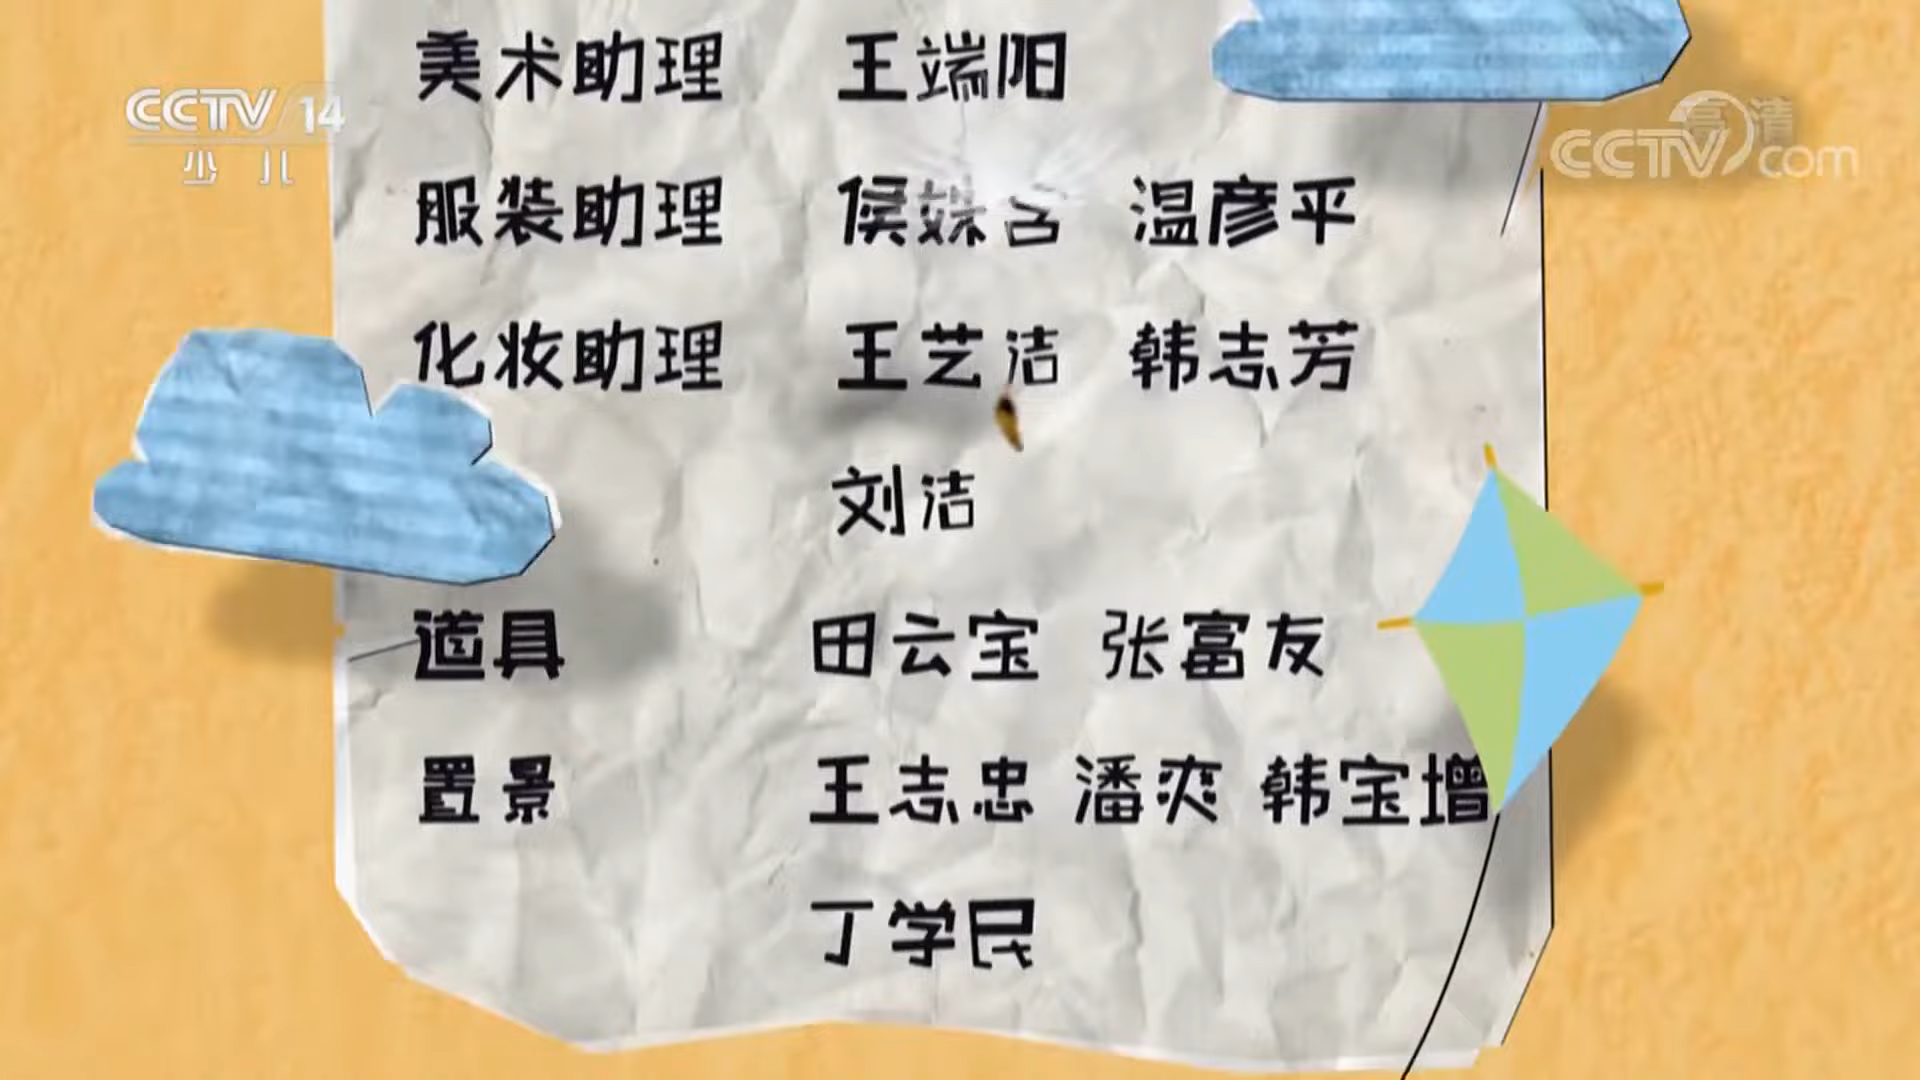 美术助理 王端阳
CCTV 14
少儿
高清
CCTV.com
服装助理 侯姝 温彦平
化妆助理 王艺洁 韩志芳
刘洁
道具 田云宝 张富友
置景 王志忠 潘爽 韩宝增
丁学民